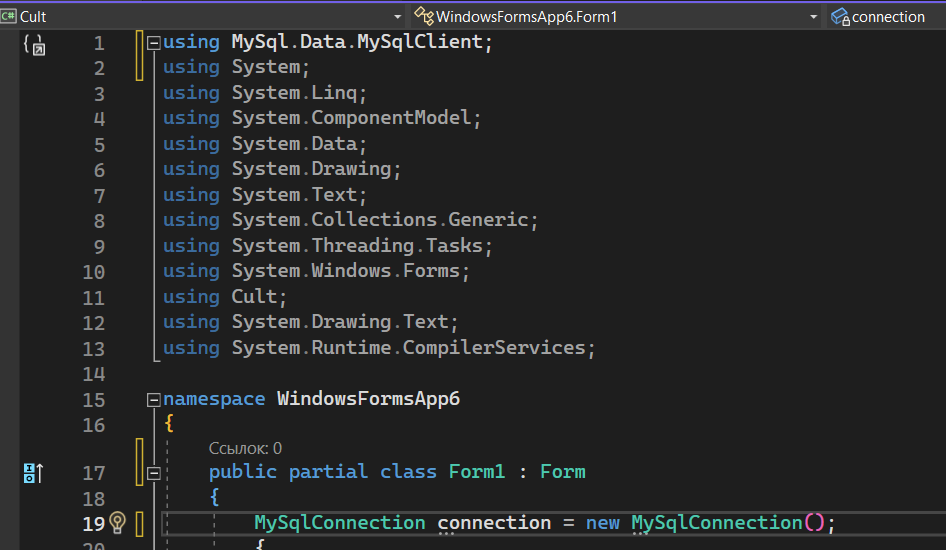 C# Cult WindowsFormsApp6.Form1 connection
1 using MySql.Data.MySqlClient;
2 using System;
3 using System.Linq;
4 using System.ComponentModel;
5 using System.Data;
6 using System.Drawing;
7 using System.Text;
8 using System.Collections.Generic;
9 using System.Threading.Tasks;
10 using System.Windows.Forms;
11 using Cult;
12 using System.Drawing.Text;
13 using System.Runtime.CompilerServices;
14
15 namespace WindowsFormsApp6
16 {
Ссылок: 0
17 public partial class Form1 : Form
18 {
19 MySqlConnection connection = new MySqlConnection();
20 {